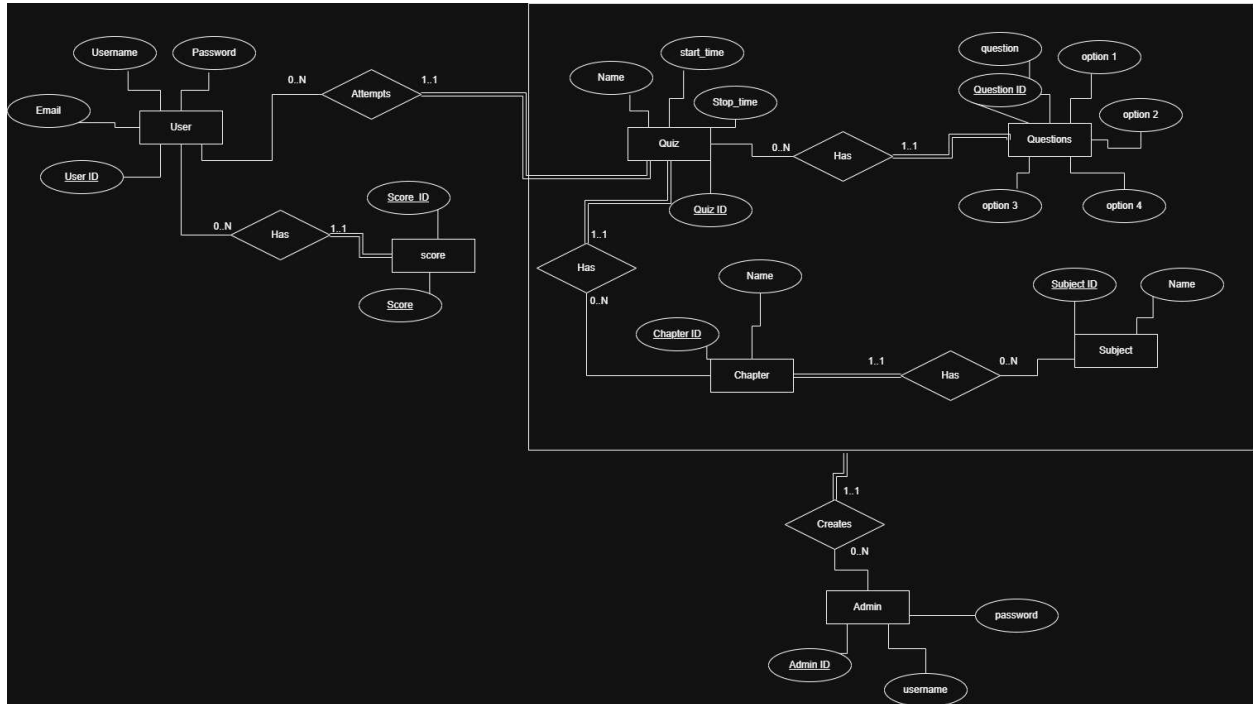 start_time
question
Username
Password
option 1
0..N
1..1
Name
Attempts
Question ID
Stop_time
Email
option 2
User
Quiz
Questions
0..N
Has
1..1
User ID
Score_ID
option 3
option 4
Quiz ID
0..N
Has
1..1
1..1
score
Has
Name
Subject ID
Name
0..N
Score
Chapter ID
Subject
1..1
0..N
Chapter
Has
1..1
Creates
0..N
Admin
password
Admin ID
username